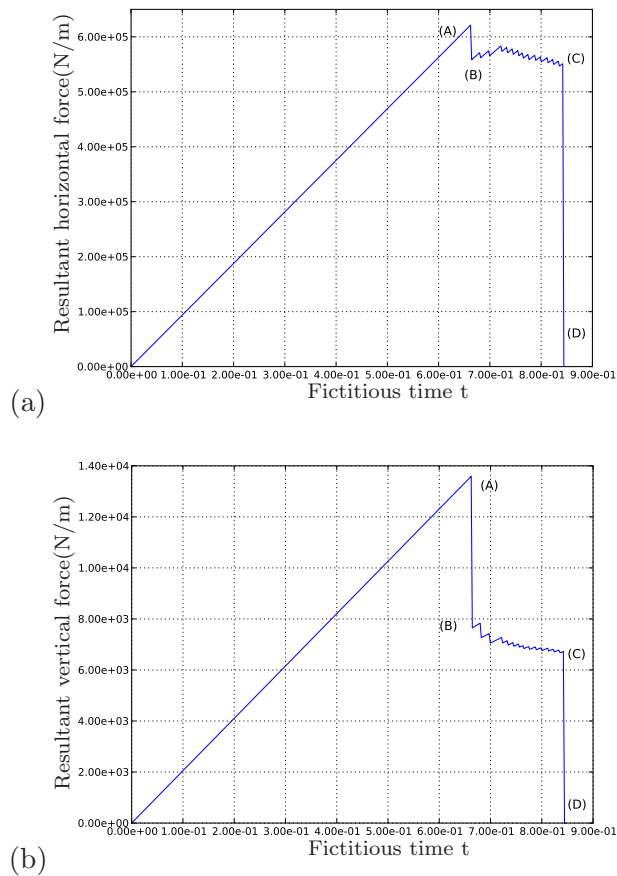 6.00e+05
5.00e+05
4.00e+05
3.00e+05
2.00e+05
1.00e+05
0.00e+00
Resultant horizontal force(N/m)
(A)
(B)
(C)
(D)
0.00e+00 1.00e-01 2.00e-01 3.00e-01 4.00e-01 5.00e-01 6.00e-01 7.00e-01 8.00e-01 9.00e-01
Fictitious time t
(a)
1.40e+04
1.20e+04
1.00e+04
8.00e+03
6.00e+03
4.00e+03
2.00e+03
0.00e+00
Resultant vertical force(N/m)
(A)
(B)
(C)
(D)
0.00e+00 1.00e-01 2.00e-01 3.00e-01 4.00e-01 5.00e-01 6.00e-01 7.00e-01 8.00e-01 9.00e-01
Fictitious time t
(b)